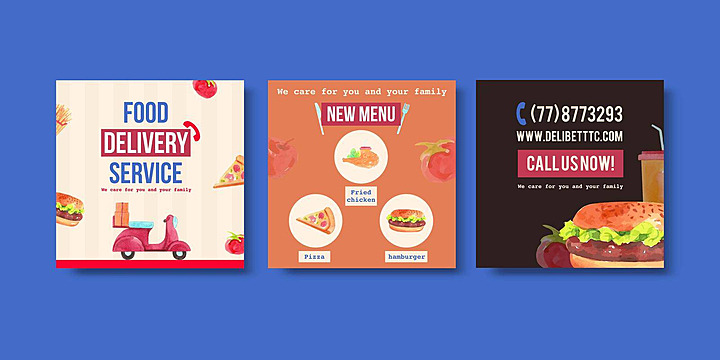 FOOD
DELIVERY
SERVICE
We care for you and your family
We care for you and your family
NEW MENU
Fried
chicken
Pizza
hamburger
(77)8773293
WWW.DELIBETTTC.COM
CALL US NOW!
We care for you and your family